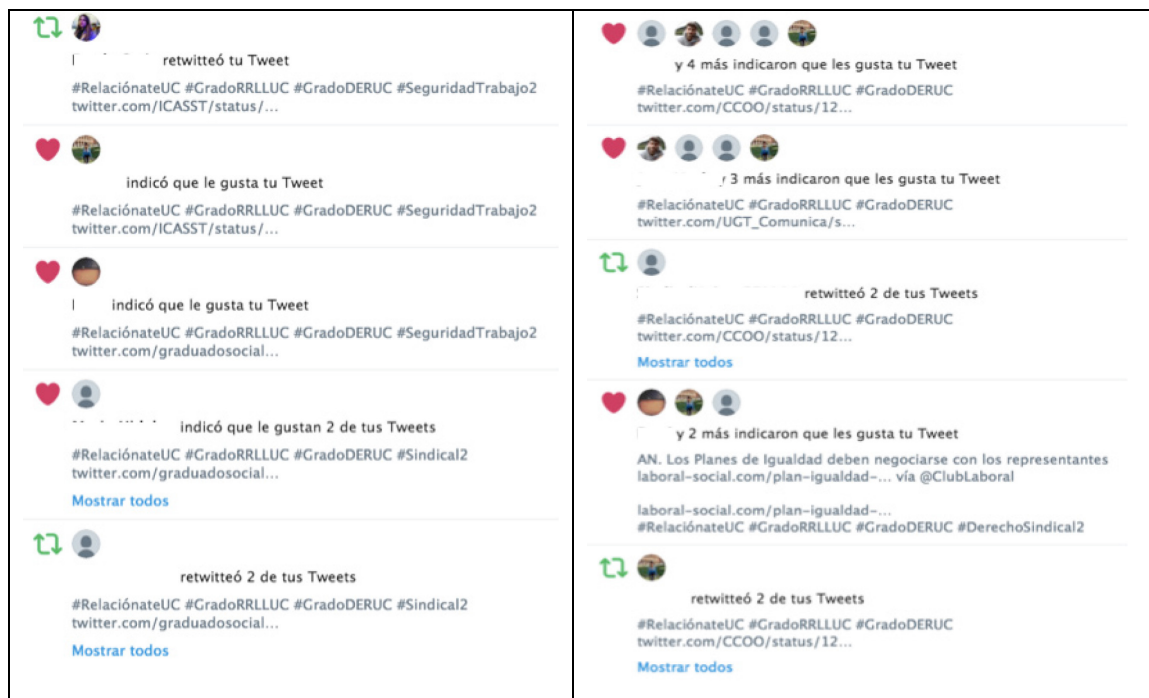 retwitteó tu Tweet
#RelaciónateUC #GradoRRLLUC #GradoDERUC #SeguridadTrabajo2
twitter.com/ICASST/status/...
indicó que le gusta tu Tweet
#RelaciónateUC #GradoRRLLUC #GradoDERUC #SeguridadTrabajo2
twitter.com/ICASST/status/...
indicó que le gusta tu Tweet
#RelaciónateUC #GradoRRLLUC #GradoDERUC #SeguridadTrabajo2
twitter.com/graduadosocial...
indicó que le gustan 2 de tus Tweets
#RelaciónateUC #GradoRRLLUC #GradoDERUC #Sindical2
twitter.com/graduadosocial...
Mostrar todos
retwitteó 2 de tus Tweets
#RelaciónateUC #GradoRRLLUC #GradoDERUC #Sindical2
twitter.com/graduadosocial...
Mostrar todos
y 4 más indicaron que les gusta tu Tweet
#RelaciónateUC #GradoRRLLUC #GradoDERUC
twitter.com/CCOO/status/12...
y 3 más indicaron que les gusta tu Tweet
#RelaciónateUC #GradoRRLLUC #GradoDERUC
twitter.com/UGT_Comunica/s...
retwitteó 2 de tus Tweets
#RelaciónateUC #GradoRRLLUC #GradoDERUC
twitter.com/CCOO/status/12...
Mostrar todos
y 2 más indicaron que les gusta tu Tweet
AN. Los Planes de Igualdad deben negociarse con los representantes
laboral-social.com/plan-igualdad-... vía @ClubLaboral
laboral-social.com/plan-igualdad-...
#RelaciónateUC #GradoRRLLUC #GradoDERUC #DerechoSindical2
retwitteó 2 de tus Tweets
#RelaciónateUC #GradoRRLLUC #GradoDERUC
twitter.com/CCOO/status/12...
Mostrar todos